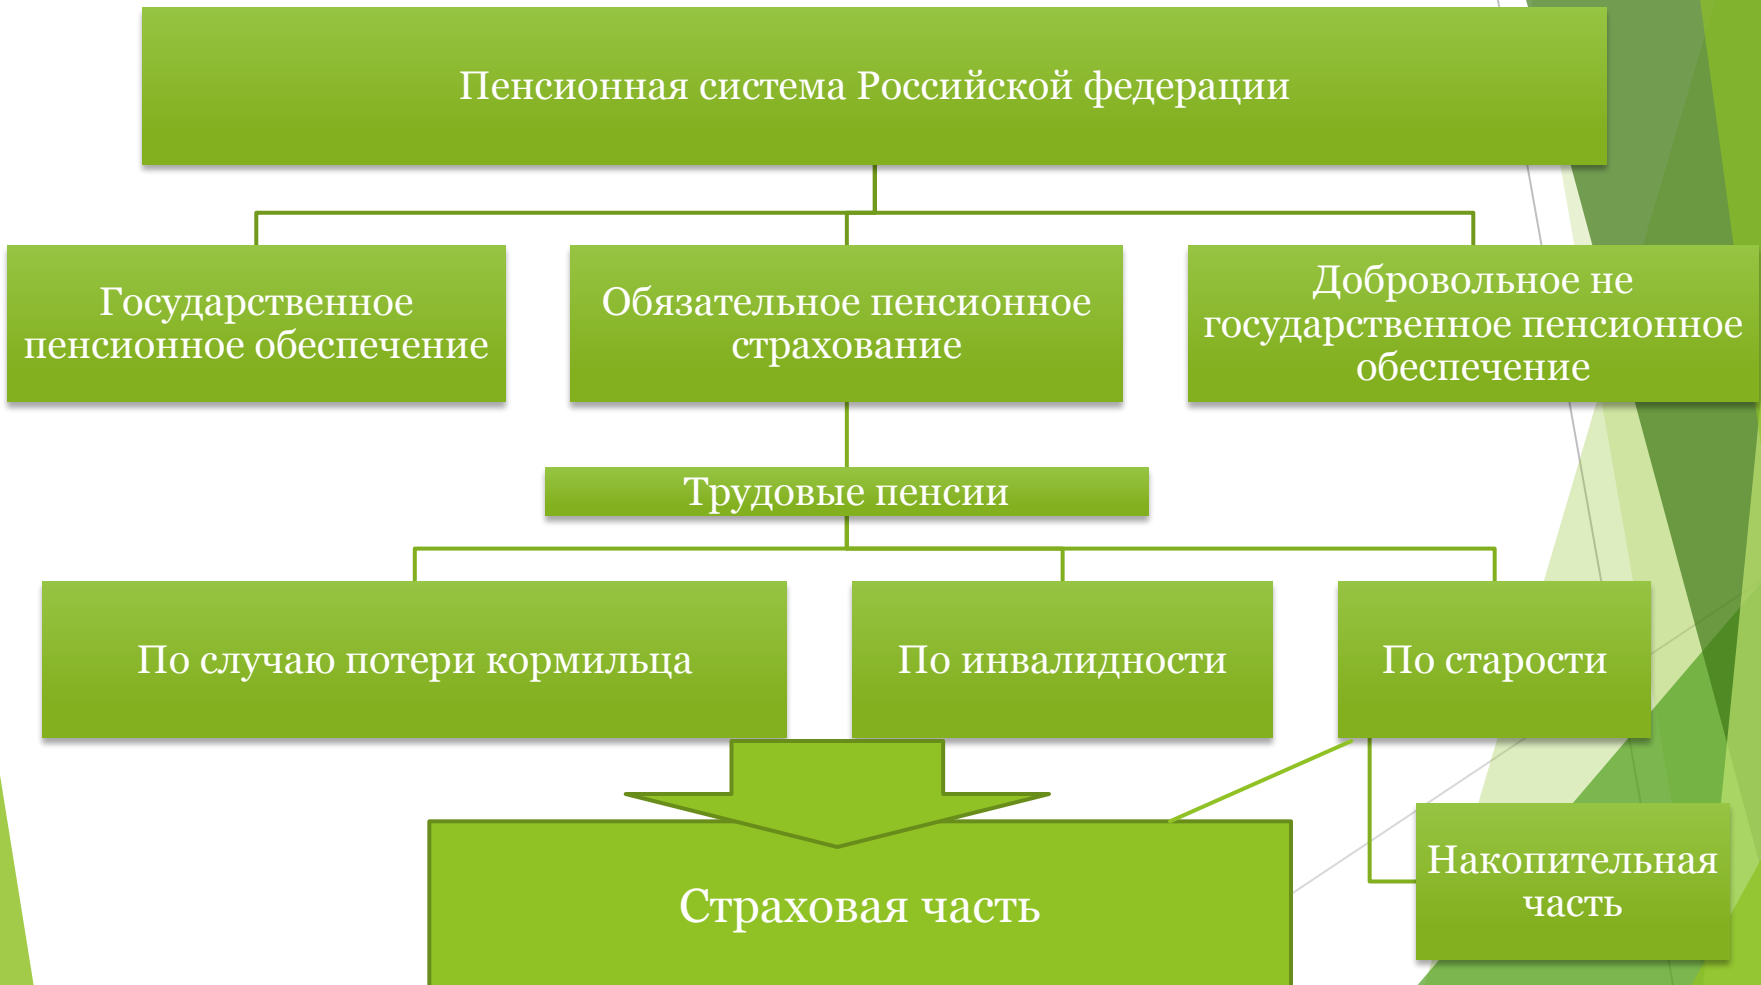 Пенсионная система Российской федерации
Государственное
пенсионное обеспечение
Обязательное пенсионное
страхование
Добровольное не
государственное пенсионное
обеспечение
Трудовые пенсии
По случаю потери кормильца
По инвалидности
По старости
Накопительная
часть
Страховая часть